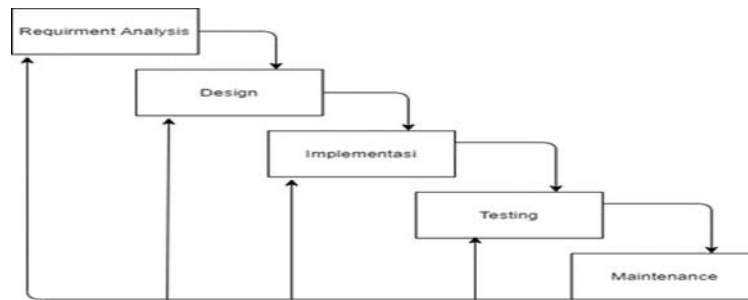 Requirment Analysis
Design
Implementasi
Testing
Maintenance